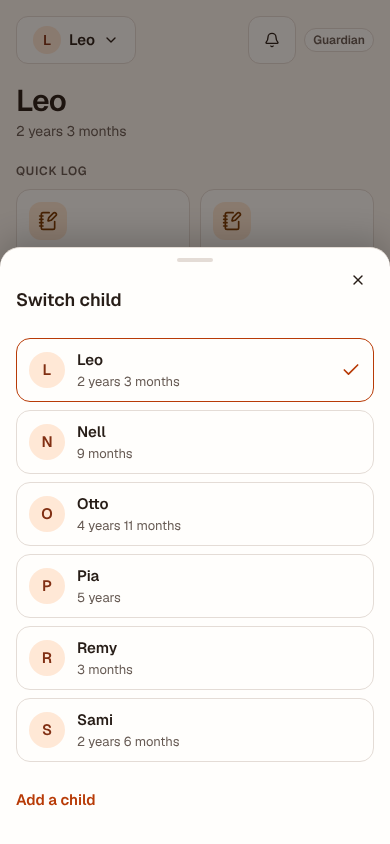 L Leo
Guardian
Leo
2 years 3 months
QUICK LOG
Switch child
L
Leo
2 years 3 months
N
Nell
9 months
O
Otto
4 years 11 months
P
Pia
5 years
R
Remy
3 months
S
Sami
2 years 6 months
Add a child